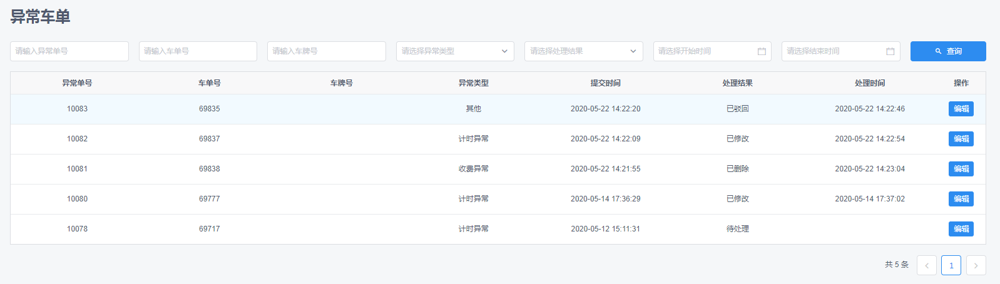 异常车单
请输入异常单号 请输入车单号 请输入车牌号 请选择异常类型 请选择处理结果 请选择开始时间 请选择结束时间 查询
异常单号 车单号 车牌号 异常类型 提交时间 处理结果 处理时间 操作
10083 69835 其他 2020-05-22 14:22:20 已驳回 2020-05-22 14:22:46 编辑
10082 69837 计时异常 2020-05-22 14:22:09 已修改 2020-05-22 14:22:54 编辑
10081 69838 收费异常 2020-05-22 14:21:55 已删除 2020-05-22 14:23:04 编辑
10080 69777 计时异常 2020-05-14 17:36:29 已修改 2020-05-14 17:37:02 编辑
10078 69717 计时异常 2020-05-12 15:11:31 待处理 编辑
共 5 条 1